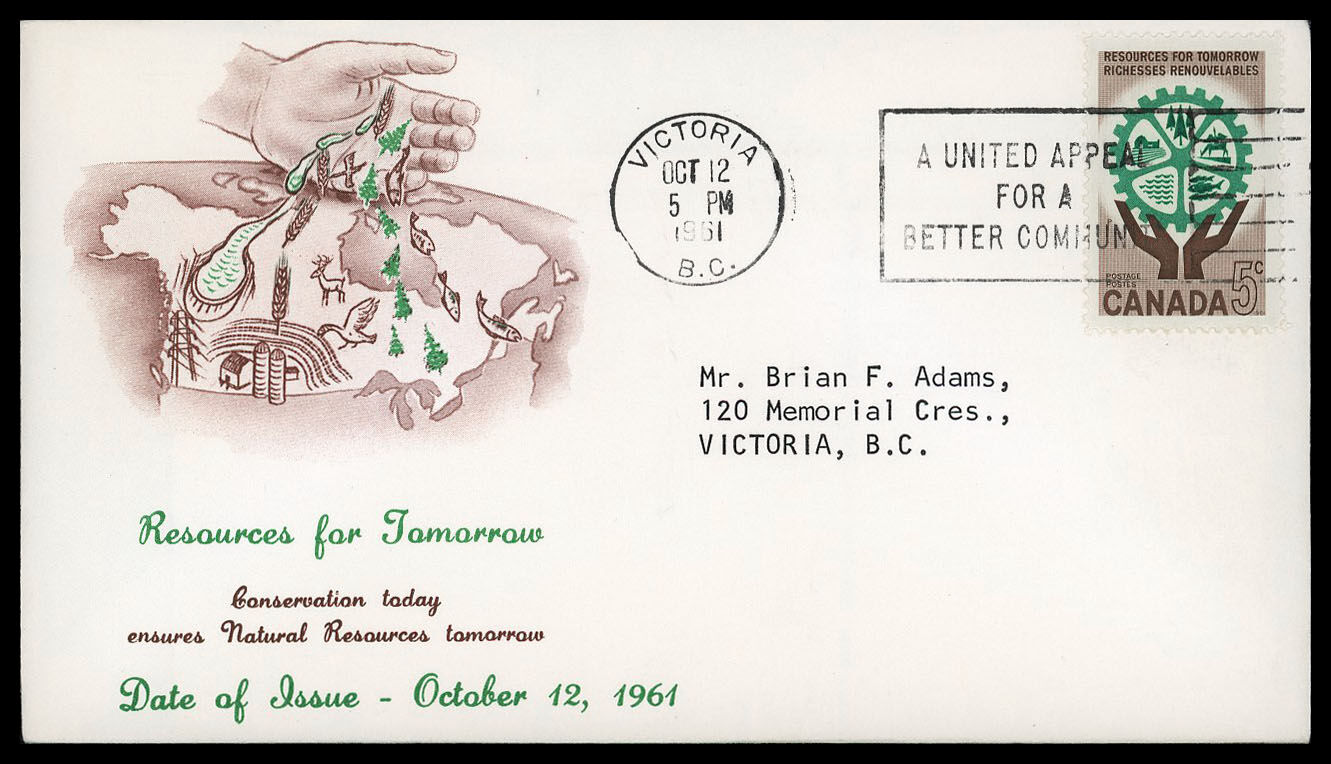 VICTORIA
OCT 12
5 PM
1961
B.C.
A UNITED APPEAL
FOR A
BETTER COMMUN
RESOURCES FOR TOMORROW
RICHESSES RENOUVELABLES
POSTAGE
POSTES
CANADA 5c
Mr. Brian F. Adams,
120 Memorial Cres.,
VICTORIA, B.C.
Resources for Tomorrow
Conservation today
ensures Natural Resources tomorrow
Date of Issue - October 12, 1961